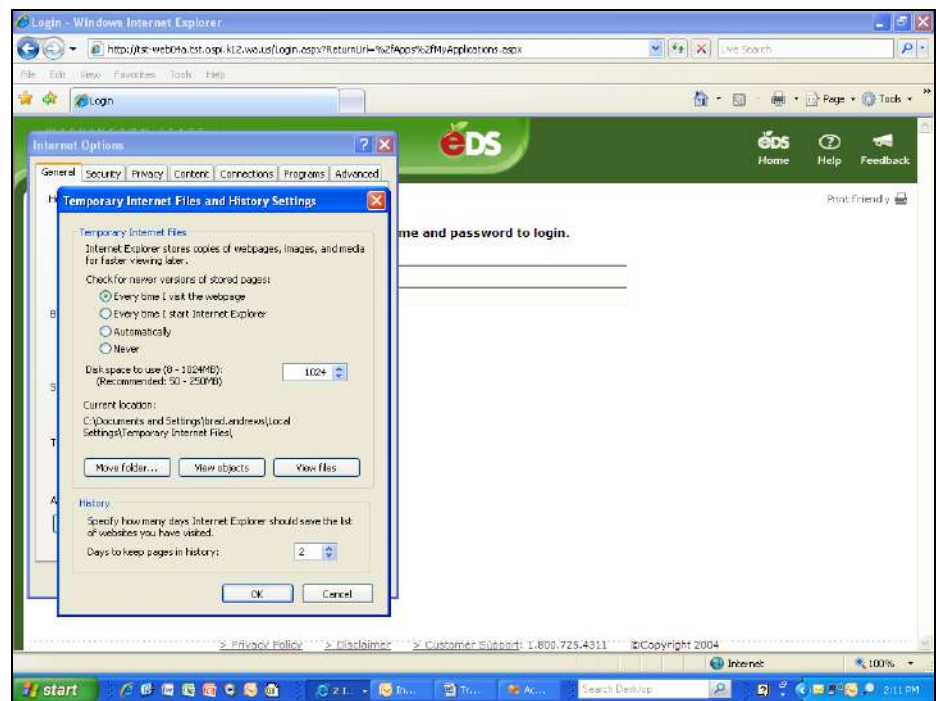 Login - Windows Internet Explorer
http://tst-web04a.tst.ospi.k12.wa.us/Login.aspx?ReturnUrl=%2fApps%2fMyApplications.aspx
Live Search
File Edit View Favorites Tools Help
Login
Page Tools
eDS
eDS
Home Help Feedback
Print Friendly
Internet Options
General Security Privacy Content Connections Programs Advanced
Temporary Internet Files and History Settings
me and password to login.
Temporary Internet Files
Internet Explorer stores copies of webpages, images, and media
for faster viewing later.
Check for newer versions of stored pages:
Every time I visit the webpage
Every time I start Internet Explorer
Automatically
Never
Disk space to use (8 - 1024MB):
1024
(Recommended: 50 - 250MB)
Current location:
C:\Documents and Settings\brad.andrews\Local
Settings\Temporary Internet Files\
Move folder... View objects View files
History
Specify how many days Internet Explorer should save the list
of websites you have visited.
Days to keep pages in history: 2
OK Cancel
> Privacy Policy > Disclaimer > Customer Support: 1.800.725.4311 ©Copyright 2004
Internet 100%
start 2 I... In... Tr... Ac... Search Desktop 2:11 PM